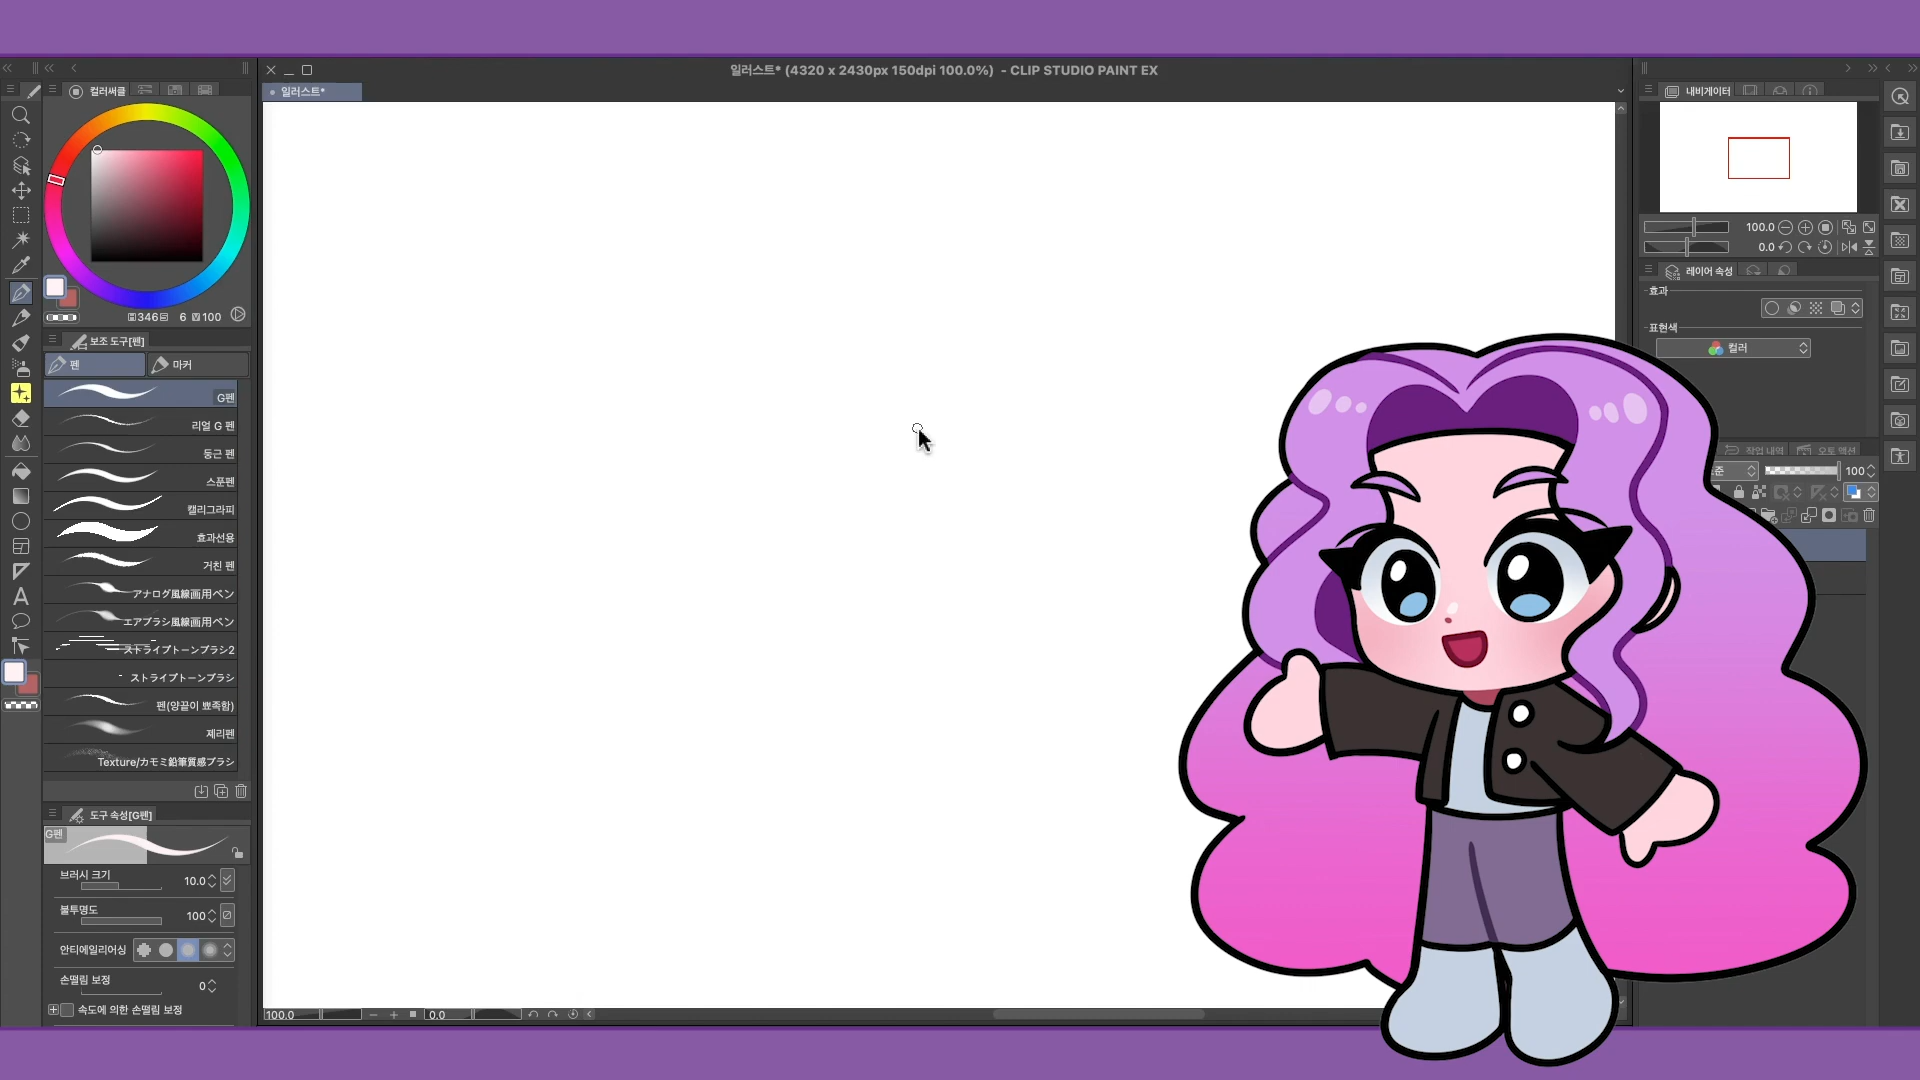 일러스트* (4320 x 2430px 150dpi 100.0%) - CLIP STUDIO PAINT EX
컬러써클
일러스트*
내비게이터
346 6 100
100.0
0.0
레이어 속성
효과
표현색
컬러
보조 도구[펜]
펜 마커
G펜
리얼 G 펜
둥근 펜
스푼펜
캘리그라피
효과선용
거친 펜
アナログ風線画用ペン
エアブラシ風線画用ペン
ストライプトーンブラシ2
ストライプトーンブラシ
펜(양끝이 뾰족함)
제리펜
Texture/カモミ鉛筆質感ブラシ
작업 내역 오토 액션
준 100
도구 속성[G펜]
G펜
브러시 크기 10.0
불투명도 100
안티에일리어싱
손떨림 보정 0
속도에 의한 손떨림 보정
100.0 0.0